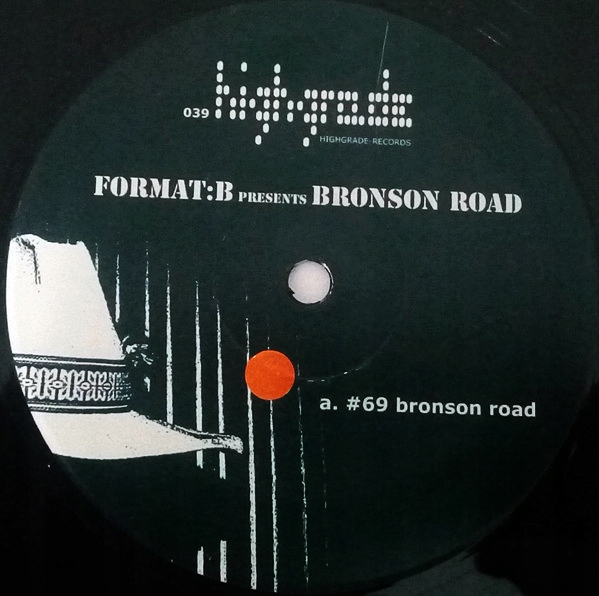 highgrade
039
HIGHGRADE RECORDS
FORMAT:B PRESENTS BRONSON ROAD
a. #69 bronson road